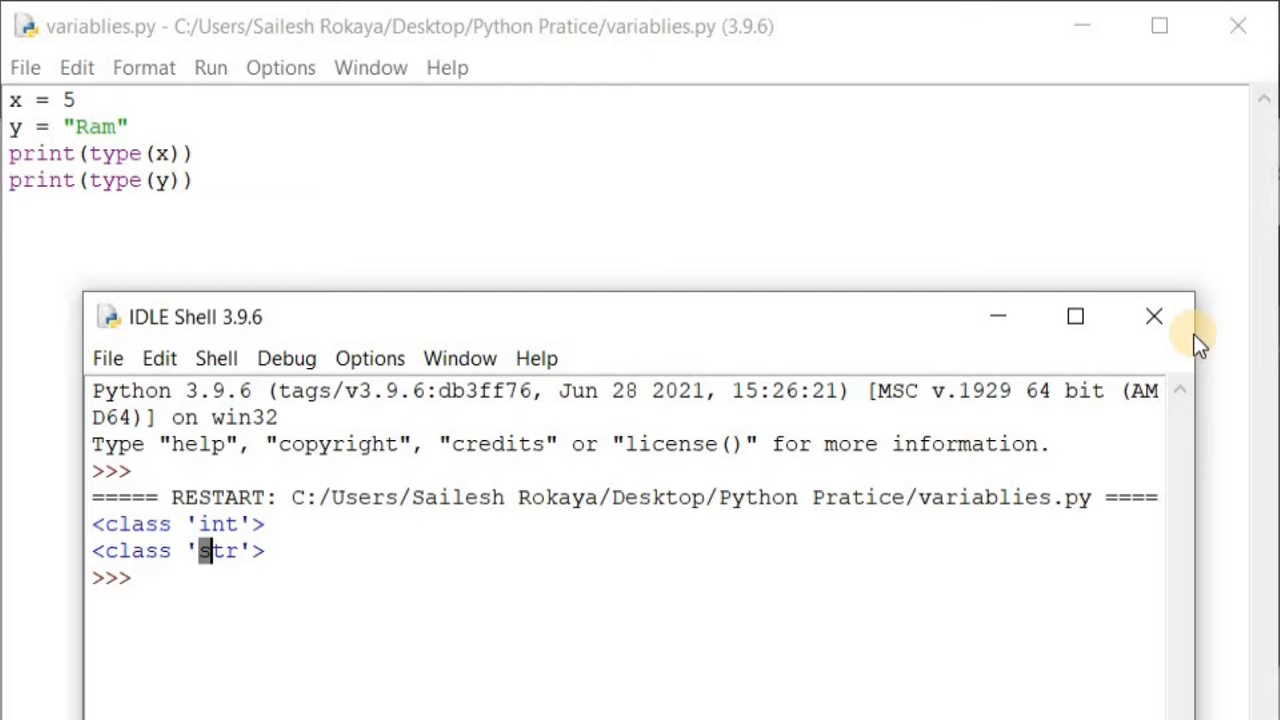 variablies.py - C:/Users/Sailesh Rokaya/Desktop/Python Pratice/variablies.py (3.9.6)
File Edit Format Run Options Window Help
x = 5
y = "Ram"
print(type(x))
print(type(y))
IDLE Shell 3.9.6
File Edit Shell Debug Options Window Help
Python 3.9.6 (tags/v3.9.6:db3ff76, Jun 28 2021, 15:26:21) [MSC v.1929 64 bit (AM
D64)] on win32
Type "help", "copyright", "credits" or "license()" for more information.
>>>
===== RESTART: C:/Users/Sailesh Rokaya/Desktop/Python Pratice/variablies.py ====
<class 'int'>
<class 'str'>
>>>